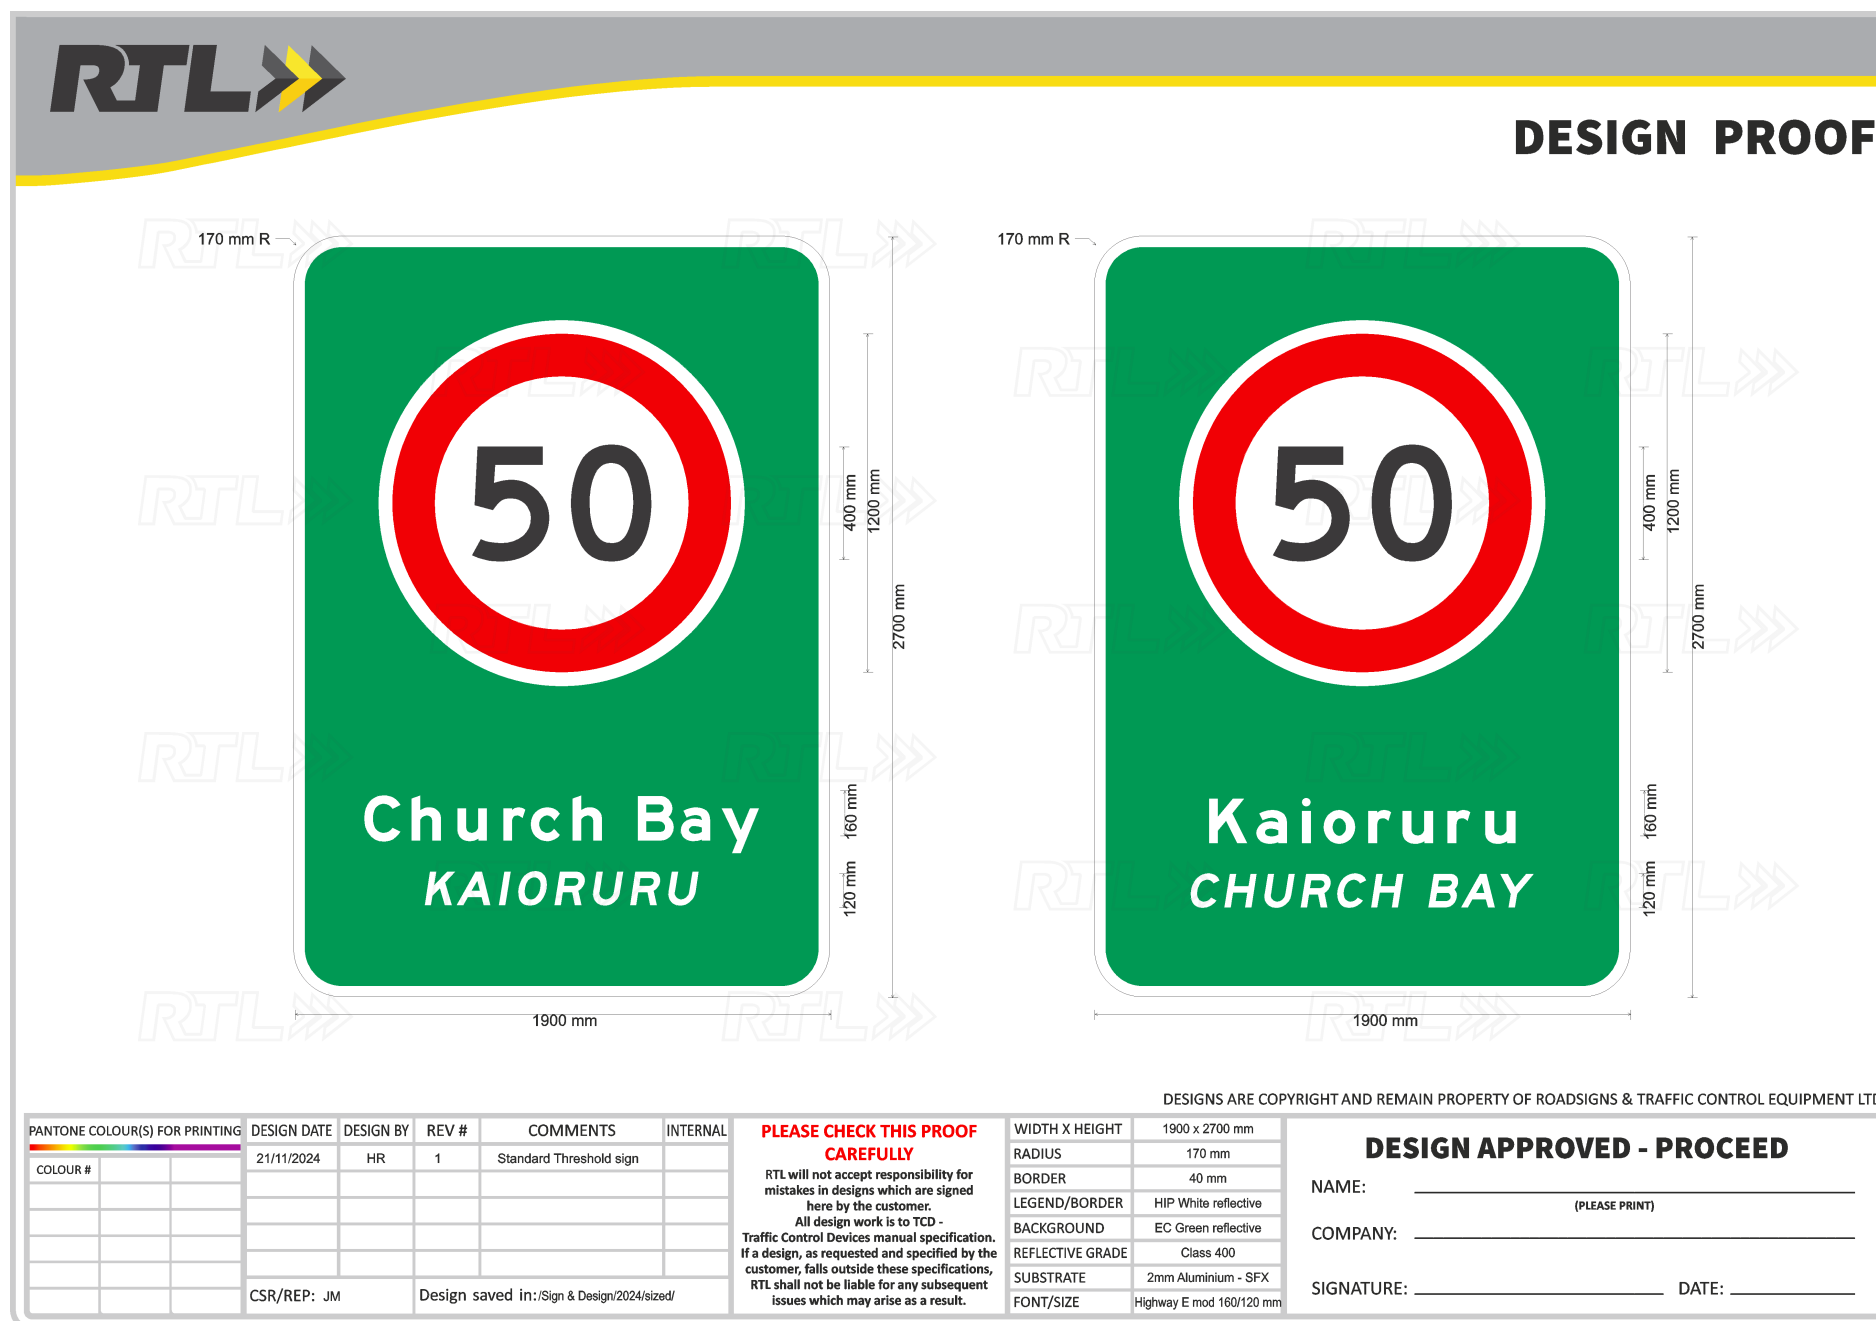 RTL
DESIGN PROOF
170 mm R
50
400 mm
1200 mm
2700 mm
Church Bay
KAIORURU
160 mm
120 mm
1900 mm
170 mm R
50
400 mm
1200 mm
2700 mm
Kaioruru
CHURCH BAY
160 mm
120 mm
1900 mm
DESIGNS ARE COPYRIGHT AND REMAIN PROPERTY OF ROADSIGNS & TRAFFIC CONTROL EQUIPMENT LTD
PANTONE COLOUR(S) FOR PRINTING
COLOUR #
DESIGN DATE DESIGN BY REV # COMMENTS INTERNAL
21/11/2024 HR 1 Standard Threshold sign
CSR/REP: JM Design saved in:/Sign & Design/2024/sized/
PLEASE CHECK THIS PROOF
CAREFULLY
RTL will not accept responsibility for
mistakes in designs which are signed
here by the customer.
All design work is to TCD -
Traffic Control Devices manual specification.
If a design, as requested and specified by the
customer, falls outside these specifications,
RTL shall not be liable for any subsequent
issues which may arise as a result.
WIDTH X HEIGHT 1900 x 2700 mm
RADIUS 170 mm
BORDER 40 mm
LEGEND/BORDER HIP White reflective
BACKGROUND EC Green reflective
REFLECTIVE GRADE Class 400
SUBSTRATE 2mm Aluminium - SFX
FONT/SIZE Highway E mod 160/120 mm
DESIGN APPROVED - PROCEED
NAME:
(PLEASE PRINT)
COMPANY:
SIGNATURE: DATE: